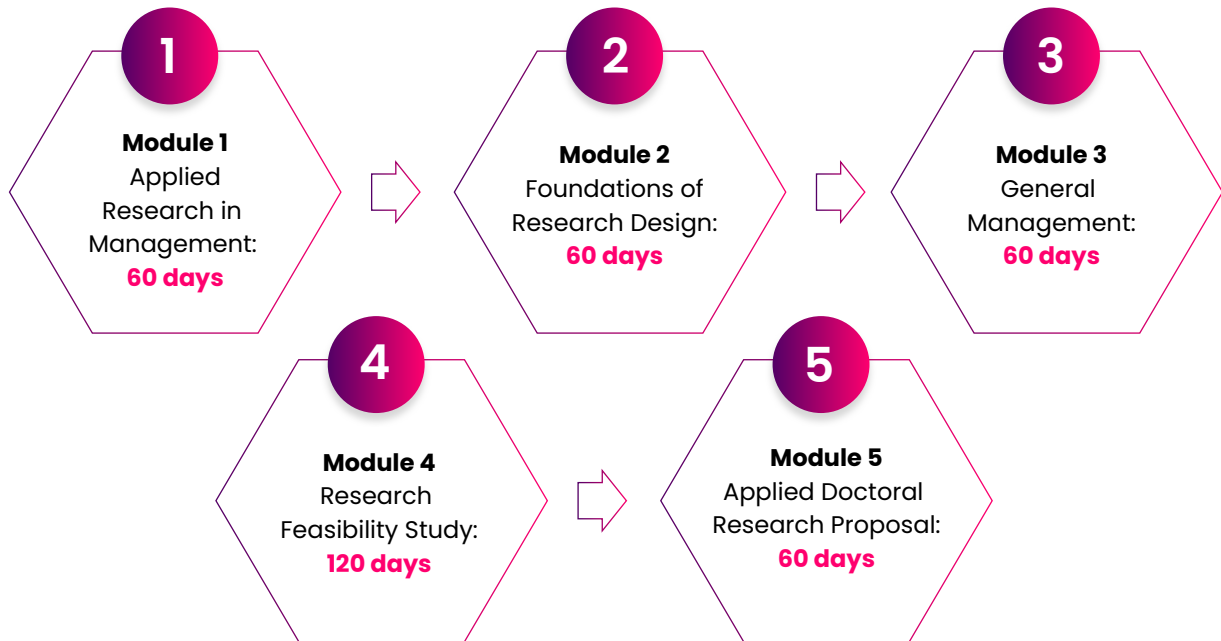 1
Module 1
Applied
Research in
Management:
60 days
2
Module 2
Foundations of
Research Design:
60 days
3
Module 3
General
Management:
60 days
4
Module 4
Research
Feasibility Study:
120 days
5
Module 5
Applied Doctoral
Research Proposal:
60 days